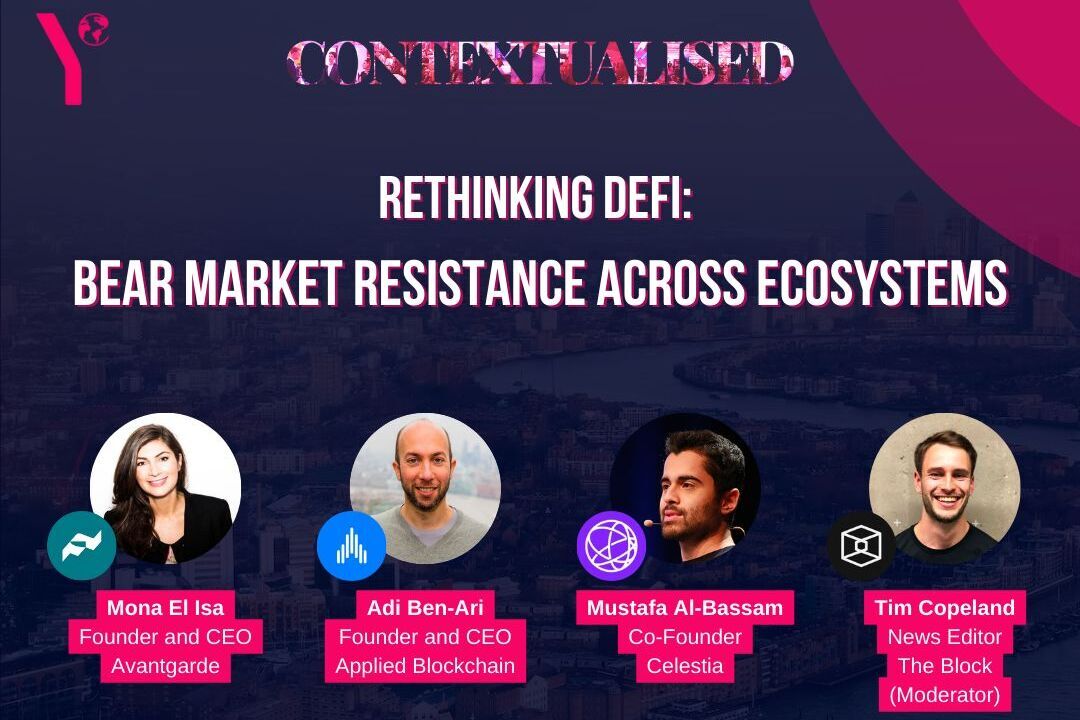 CONTEXTUALISED
RETHINKING DEFI:
BEAR MARKET RESISTANCE ACROSS ECOSYSTEMS
Mona El Isa
Founder and CEO
Avantgarde
Adi Ben-Ari
Founder and CEO
Applied Blockchain
Mustafa Al-Bassam
Co-Founder
Celestia
Tim Copeland
News Editor
The Block
(Moderator)